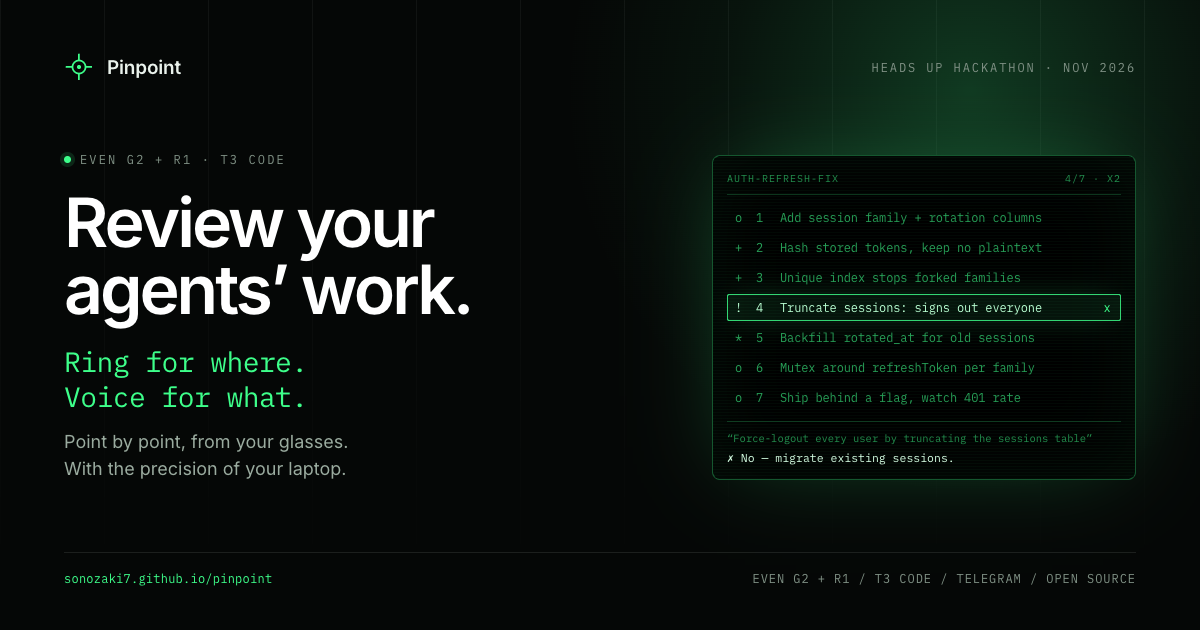 Pinpoint
HEADS UP HACKATHON · NOV 2026
EVEN G2 + R1 · T3 CODE
Review your
agents’ work.
Ring for where.
Voice for what.
Point by point, from your glasses.
With the precision of your laptop.
AUTH-REFRESH-FIX 4/7 · X2
o 1 Add session family + rotation columns
+ 2 Hash stored tokens, keep no plaintext
+ 3 Unique index stops forked families
! 4 Truncate sessions: signs out everyone x
* 5 Backfill rotated_at for old sessions
o 6 Mutex around refreshToken per family
o 7 Ship behind a flag, watch 401 rate
“Force-logout every user by truncating the sessions table”
✗ No — migrate existing sessions.
sonozaki7.github.io/pinpoint
EVEN G2 + R1 / T3 CODE / TELEGRAM / OPEN SOURCE